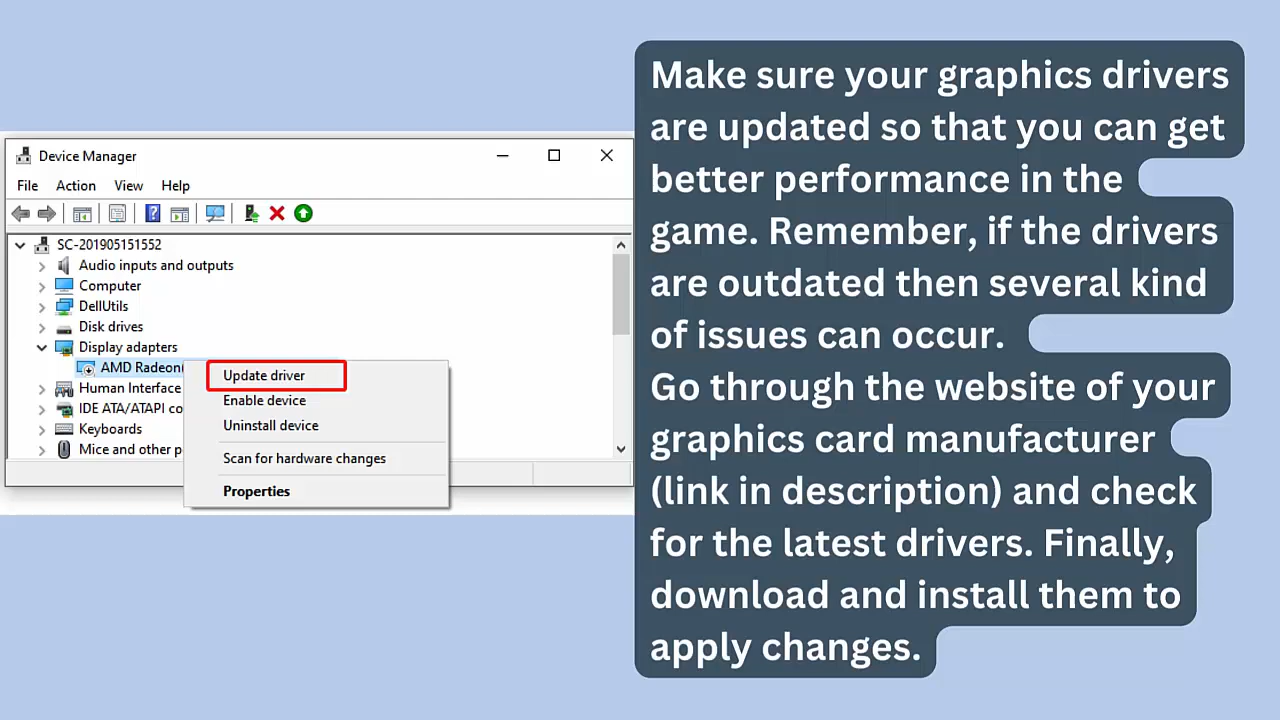 Device Manager
File Action View Help
SC-201905151552
Audio inputs and outputs
Computer
DellUtils
Disk drives
Display adapters
AMD Radeon
Human Interface
IDE ATA/ATAPI co
Keyboards
Mice and other p
Update driver
Enable device
Uninstall device
Scan for hardware changes
Properties
Make sure your graphics drivers
are updated so that you can get
better performance in the
game. Remember, if the drivers
are outdated then several kind
of issues can occur.
Go through the website of your
graphics card manufacturer
(link in description) and check
for the latest drivers. Finally,
download and install them to
apply changes.